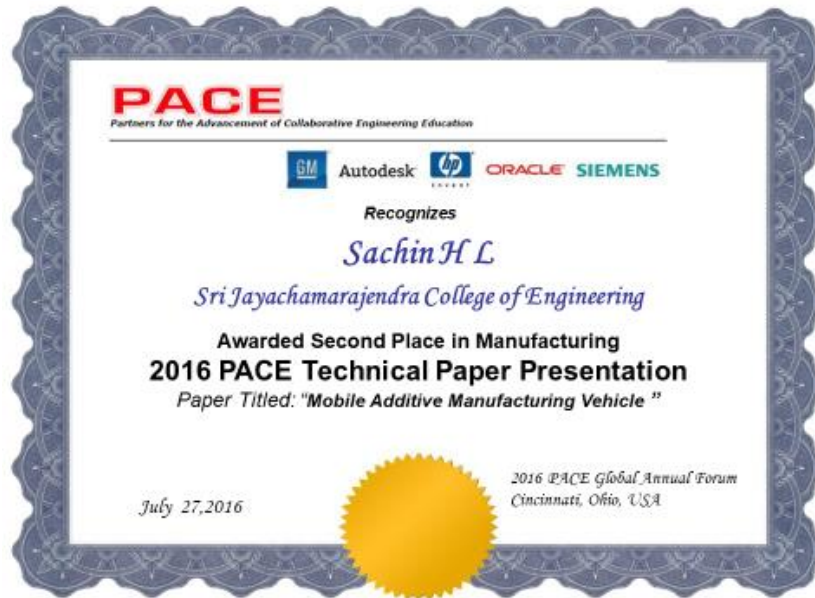 PACE
Partners for the Advancement of Collaborative Engineering Education
GM Autodesk hp ORACLE SIEMENS
invent
Recognizes
Sachin H L
Sri Jayachamarajendra College of Engineering
Awarded Second Place in Manufacturing
2016 PACE Technical Paper Presentation
Paper Titled: "Mobile Additive Manufacturing Vehicle ”
2016 PACE Global Annual Forum
July 27,2016
Cincinnati, Ohio, USA